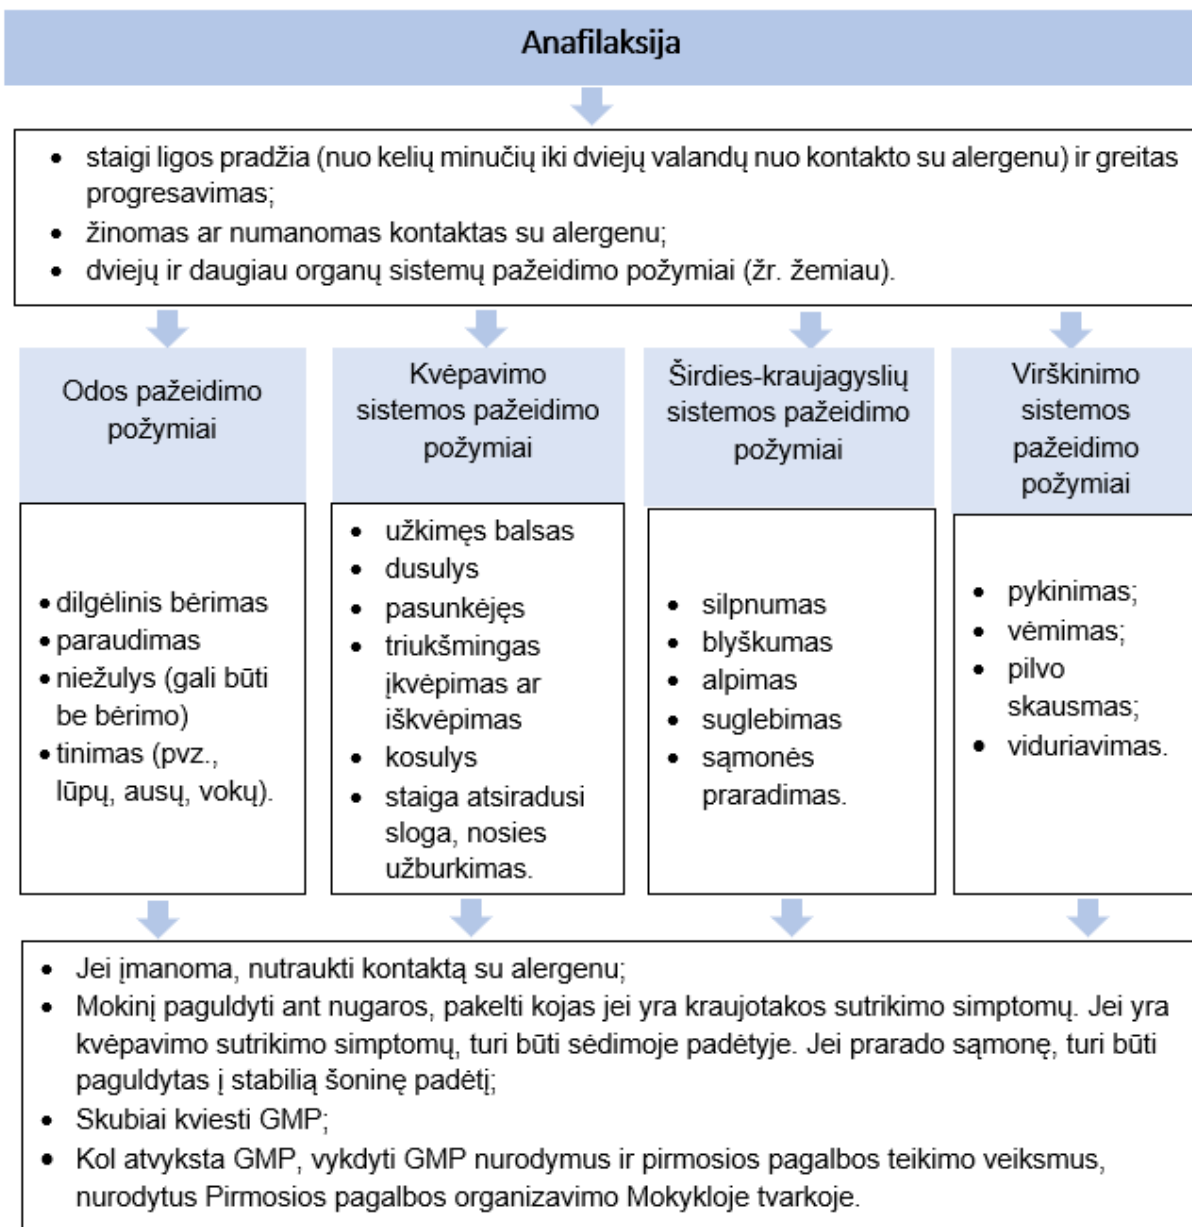 Anafilaksija
• staigi ligos pradžia (nuo kelių minučių iki dviejų valandų nuo kontakto su alergenu) ir greitas
progresavimas;
• žinomas ar numanomas kontaktas su alergenu;
• dviejų ir daugiau organų sistemų pažeidimo požymiai (žr. žemiau).
Odos pažeidimo
požymiai
• dilgėlinis bėrimas
• paraudimas
• niežulys (gali būti
be bėrimo)
• tinimas (pvz.,
lūpų, ausų, vokų).
Kvėpavimo
sistemos pažeidimo
požymiai
• užkimęs balsas
• dusulys
• pasunkėjęs
• triukšmingas
įkvėpimas ar
iškvėpimas
• kosulys
• staiga atsiradusi
sloga, nosies
užburkimas.
Širdies-kraujagyslių
sistemos pažeidimo
požymiai
• silpnumas
• blyškumas
• alpimas
• suglebimas
• sąmonės
praradimas.
Virškinimo
sistemos
pažeidimo
požymiai
• pykinimas;
• vėmimas;
• pilvo
skausmas;
• viduriavimas.
• Jei įmanoma, nutraukti kontaktą su alergenu;
• Mokinį paguldyti ant nugaros, pakelti kojas jei yra kraujotakos sutrikimo simptomų. Jei yra
kvėpavimo sutrikimo simptomų, turi būti sėdimoje padėtyje. Jei prarado sąmonę, turi būti
paguldytas į stabilią šoninę padėtį;
• Skubiai kviesti GMP;
• Kol atvyksta GMP, vykdyti GMP nurodymus ir pirmosios pagalbos teikimo veiksmus,
nurodytus Pirmosios pagalbos organizavimo Mokykloje tvarkoje.